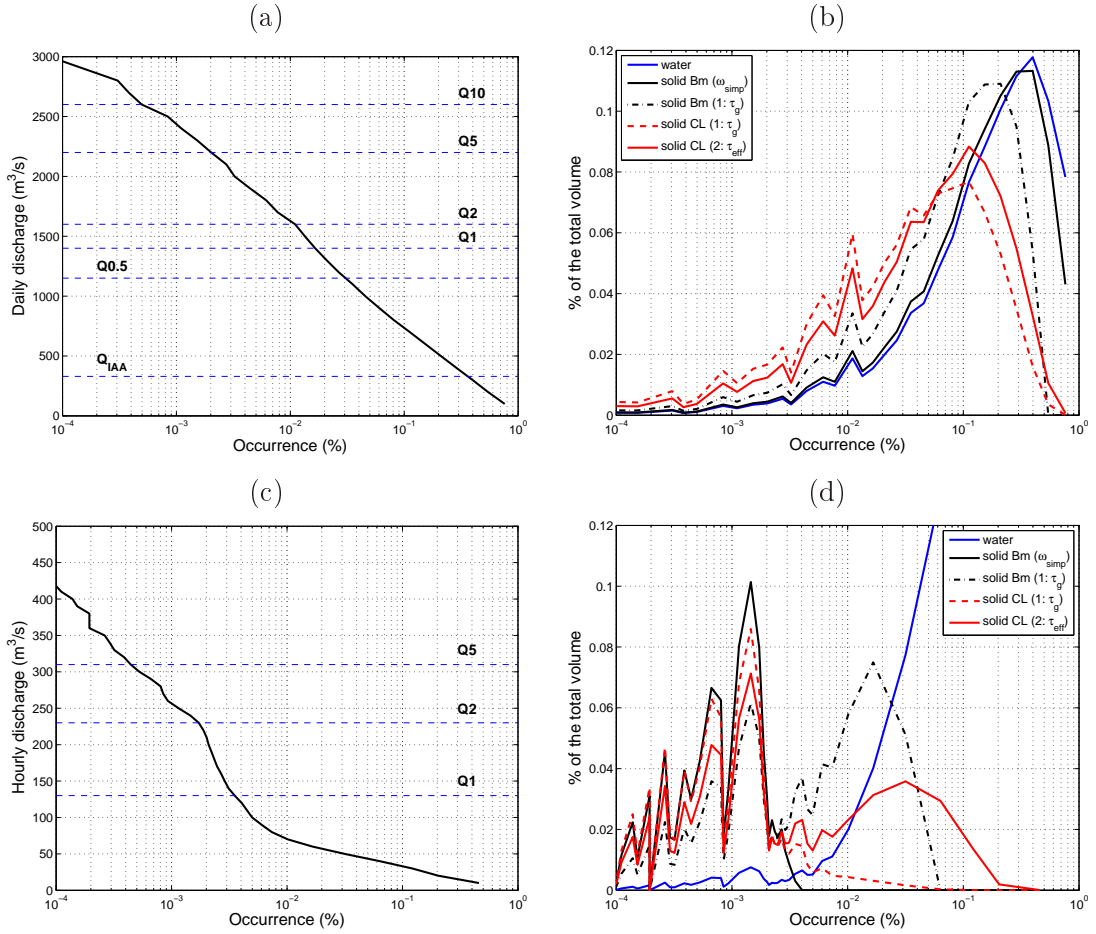 (a)
3000
2500
2000
1500
1000
500
0
Daily discharge (m³/s)
Q10
Q5
Q2
Q1
Q0.5
Q_IAA
10⁻⁴ 10⁻³ 10⁻² 10⁻¹ 10⁰
Occurrence (%)
(b)
0.12
0.1
0.08
0.06
0.04
0.02
0
% of the total volume
water
solid Bm (ω_simp)
solid Bm (1: τ_g)
solid CL (1: τ_g)
solid CL (2: τ_eff)
10⁻⁴ 10⁻³ 10⁻² 10⁻¹ 10⁰
Occurrence (%)
(c)
500
450
400
350
300
250
200
150
100
50
0
Hourly discharge (m³/s)
Q5
Q2
Q1
10⁻⁴ 10⁻³ 10⁻² 10⁻¹ 10⁰
Occurrence (%)
(d)
0.12
0.1
0.08
0.06
0.04
0.02
0
% of the total volume
water
solid Bm (ω_simp)
solid Bm (1: τ_g)
solid CL (1: τ_g)
solid CL (2: τ_eff)
10⁻⁴ 10⁻³ 10⁻² 10⁻¹ 10⁰
Occurrence (%)